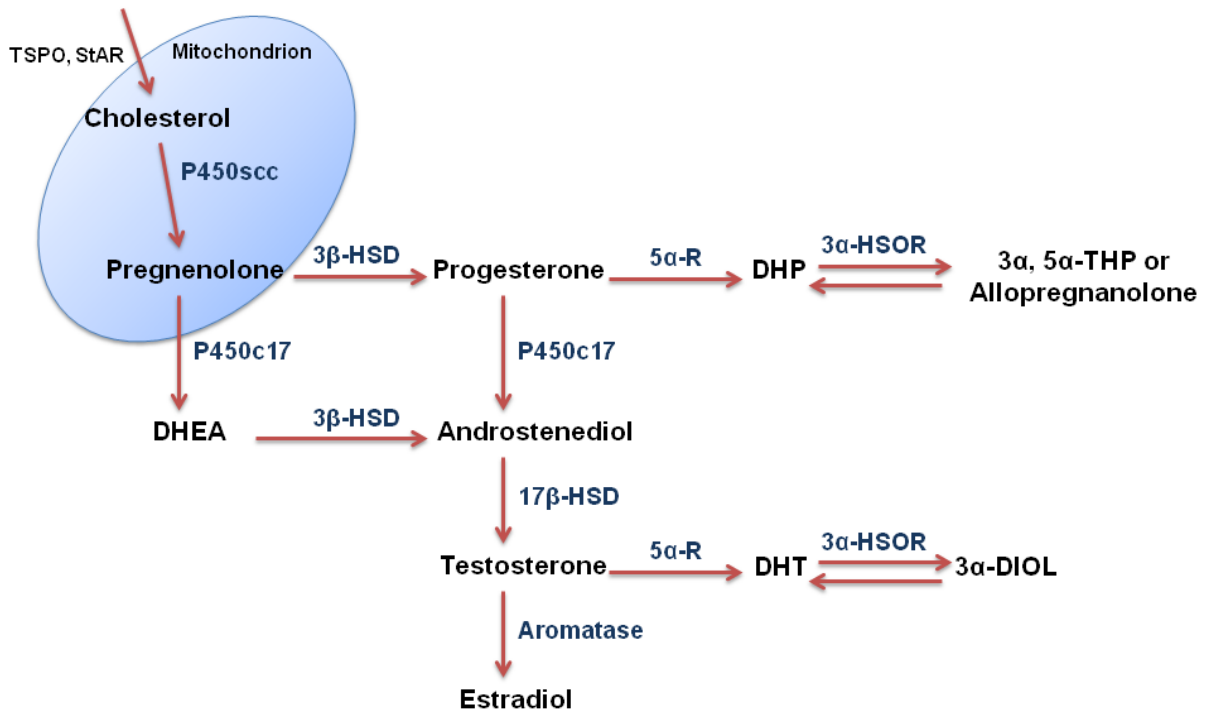 TSPO, StAR
Mitochondrion
Cholesterol
P450scc
Pregnenolone
3β-HSD
Progesterone
5α-R
DHP
3α-HSOR
3α, 5α-THP or
Allopregnanolone
P450c17
P450c17
DHEA
3β-HSD
Androstenediol
17β-HSD
Testosterone
5α-R
DHT
3α-HSOR
3α-DIOL
Aromatase
Estradiol